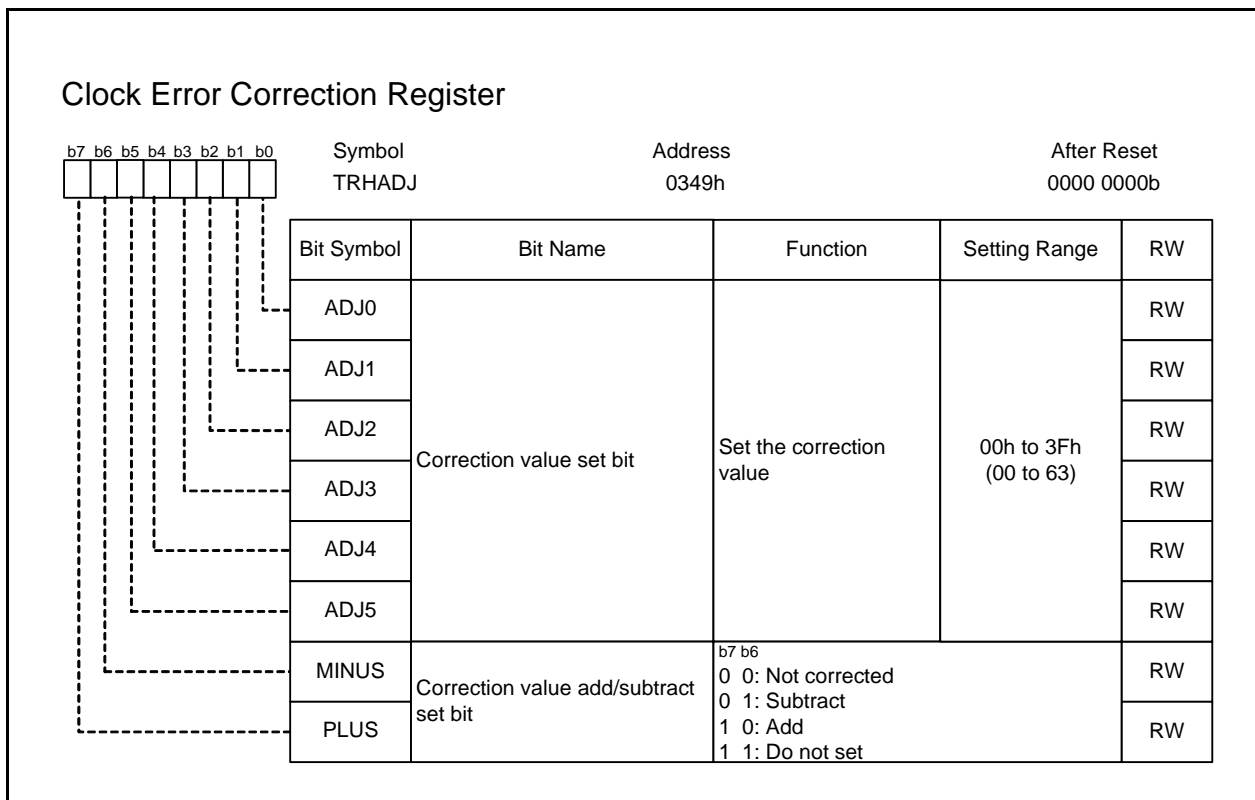 Clock Error Correction Register
b7 b6 b5 b4 b3 b2 b1 b0
Symbol Address After Reset
TRHADJ 0349h 0000 0000b
Bit Symbol Bit Name Function Setting Range RW
ADJ0 RW
ADJ1 RW
ADJ2 RW
Correction value set bit
Set the correction
value
00h to 3Fh
(00 to 63)
ADJ3 RW
ADJ4 RW
ADJ5 RW
MINUS RW
Correction value add/subtract
set bit
b7 b6
0 0: Not corrected
0 1: Subtract
1 0: Add
1 1: Do not set
PLUS RW